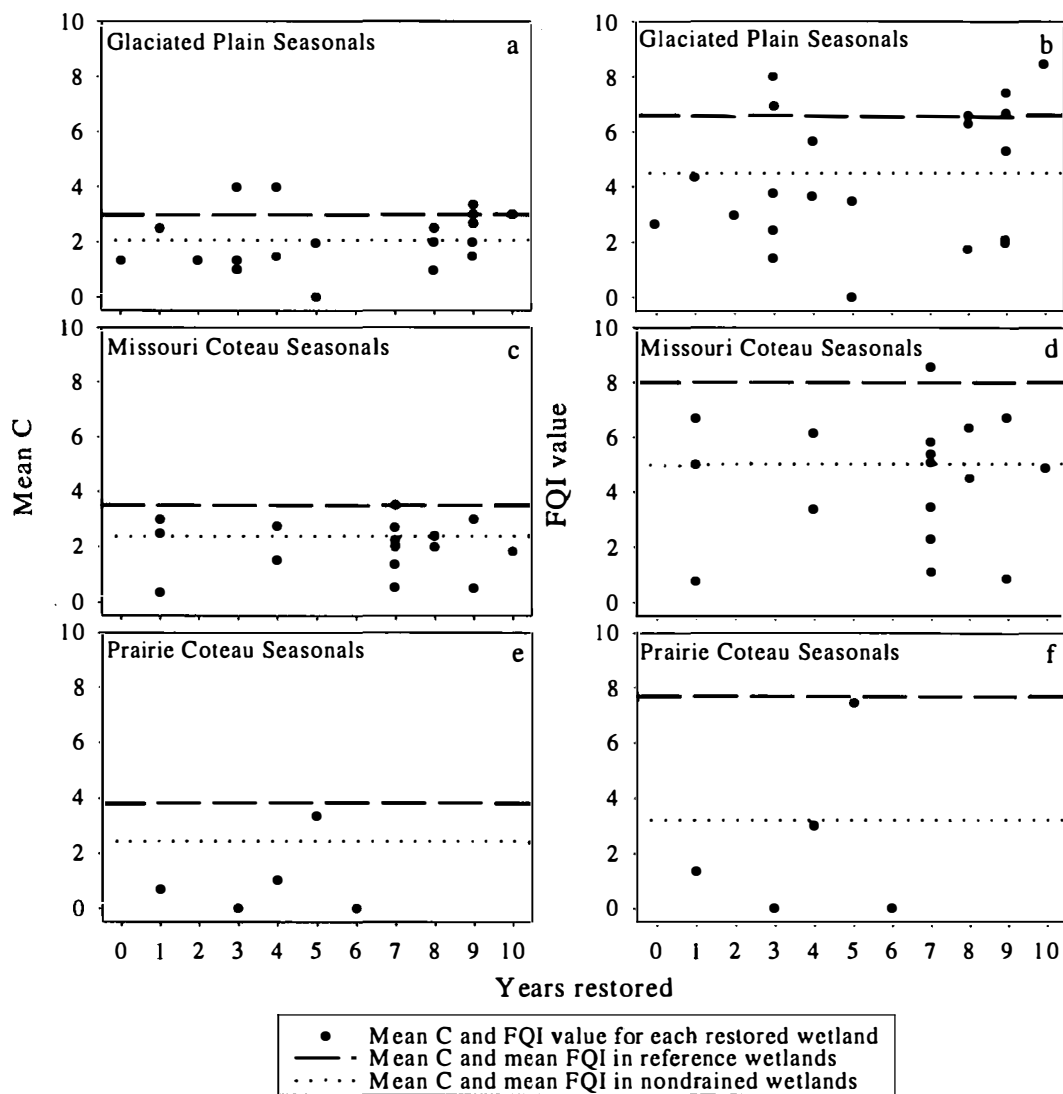 Glaciated Plain Seasonals a
10
8
6
4
2
0
Glaciated Plain Seasonals b
10
8
6
4
2
0
Missouri Coteau Seasonals c
10
8
6
4
2
0
Missouri Coteau Seasonals d
10
8
6
4
2
0
Prairie Coteau Seasonals e
10
8
6
4
2
0
Prairie Coteau Seasonals f
10
8
6
4
2
0
Mean C
FQI value
0 1 2 3 4 5 6 7 8 9 10
0 1 2 3 4 5 6 7 8 9 10
Years restored
Mean C and FQI value for each restored wetland
Mean C and mean FQI in reference wetlands
Mean C and mean FQI in nondrained wetlands